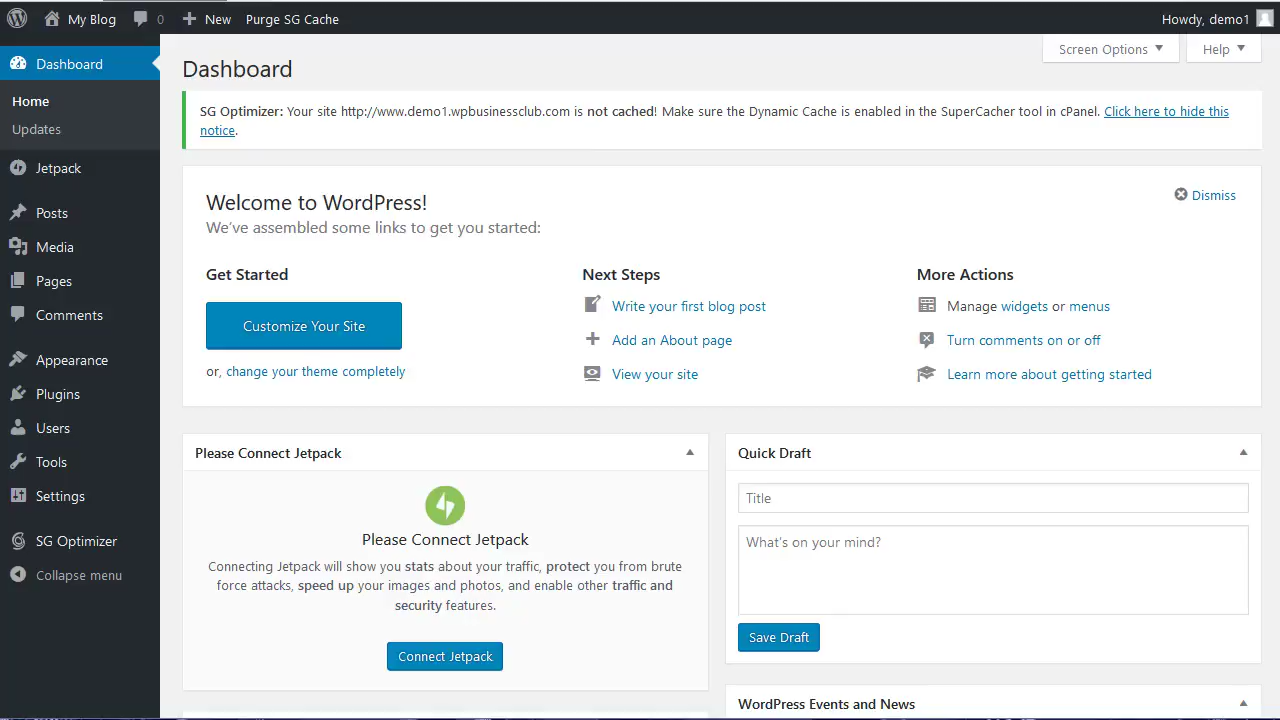 My Blog 0 New Purge SG Cache Howdy, demo1
Dashboard
Home
Updates
Jetpack
Posts
Media
Pages
Comments
Appearance
Plugins
Users
Tools
Settings
SG Optimizer
Collapse menu
Screen Options Help
Dashboard
SG Optimizer: Your site http://www.demo1.wpbusinessclub.com is not cached! Make sure the Dynamic Cache is enabled in the SuperCacher tool in cPanel. Click here to hide this
notice.
Welcome to WordPress!
Dismiss
We've assembled some links to get you started:
Get Started
Customize Your Site
or, change your theme completely
Next Steps
Write your first blog post
Add an About page
View your site
More Actions
Manage widgets or menus
Turn comments on or off
Learn more about getting started
Please Connect Jetpack
Please Connect Jetpack
Connecting Jetpack will show you stats about your traffic, protect you from brute
force attacks, speed up your images and photos, and enable other traffic and
security features.
Connect Jetpack
Quick Draft
Title
What's on your mind?
Save Draft
WordPress Events and News